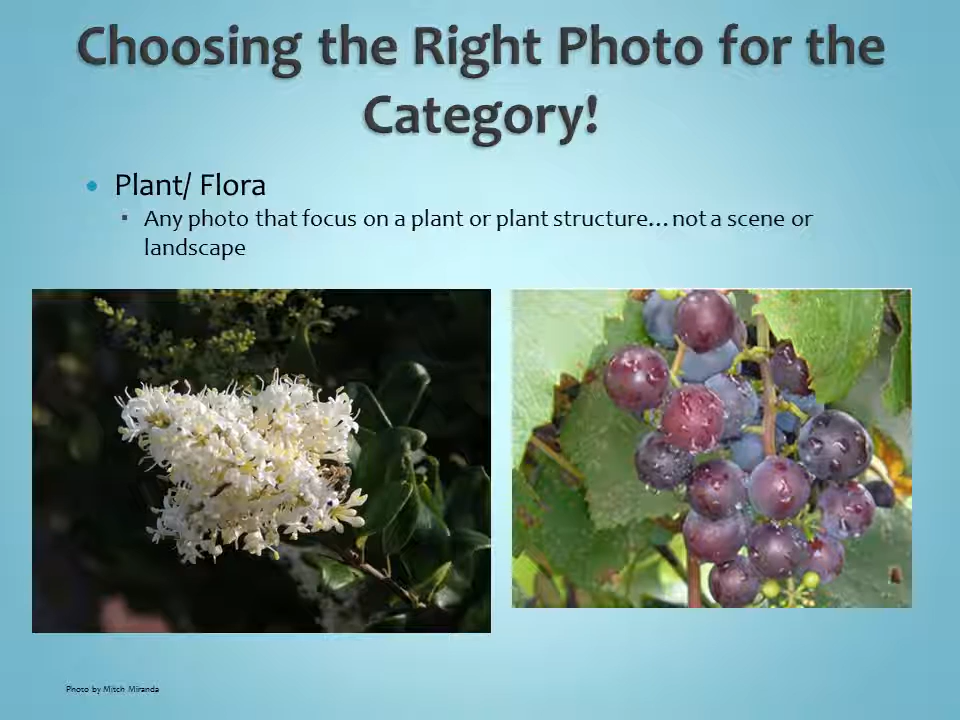 Choosing the Right Photo for the
Category!
• Plant/ Flora
▪ Any photo that focus on a plant or plant structure…not a scene or
landscape
Photo by Mitch Miranda